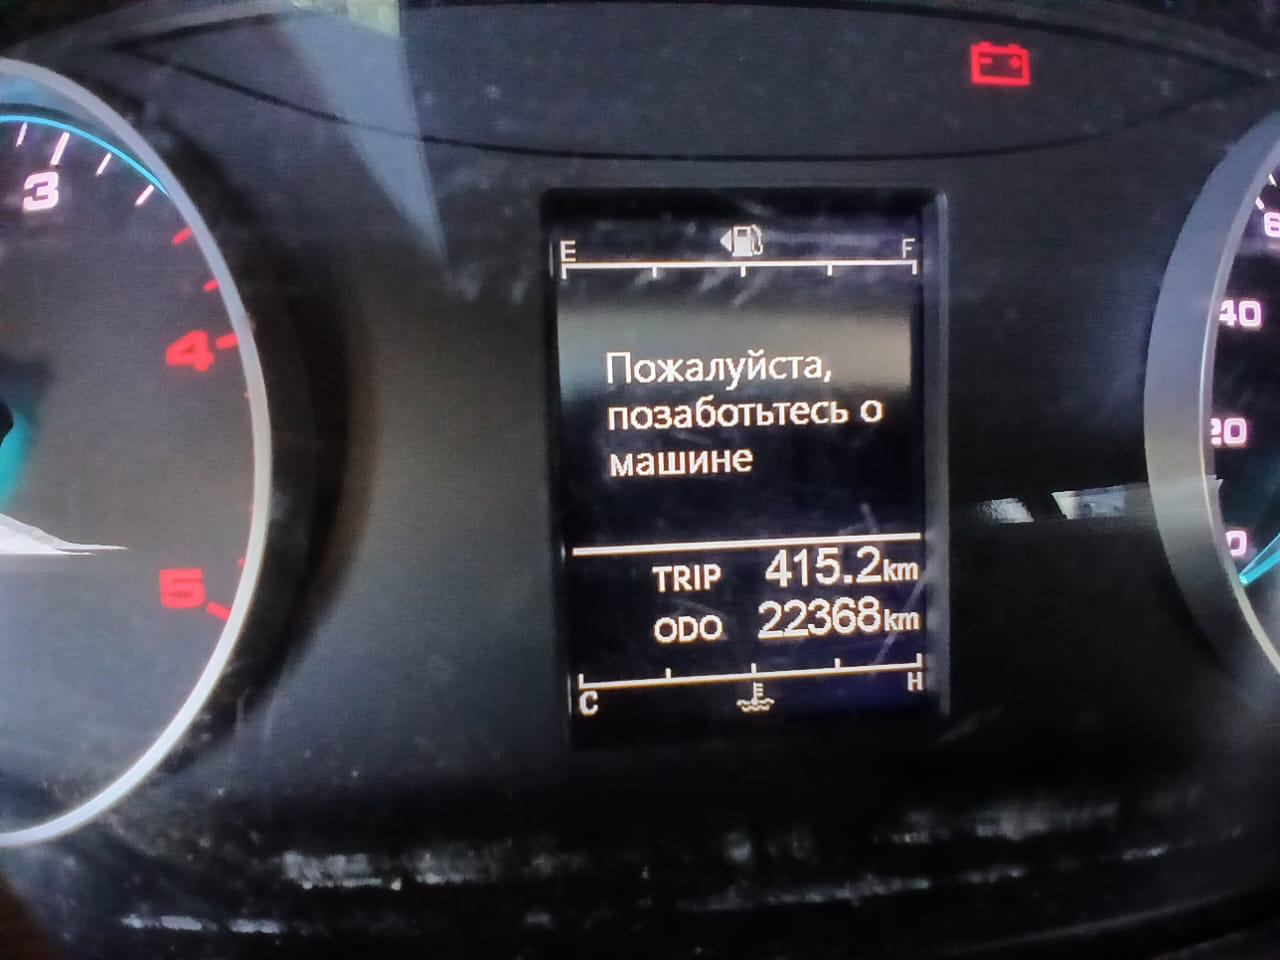 3
4
5
E F
Пожалуйста,
позаботьтесь о
машине
TRIP 415.2km
ODO 22368km
C H
40
20